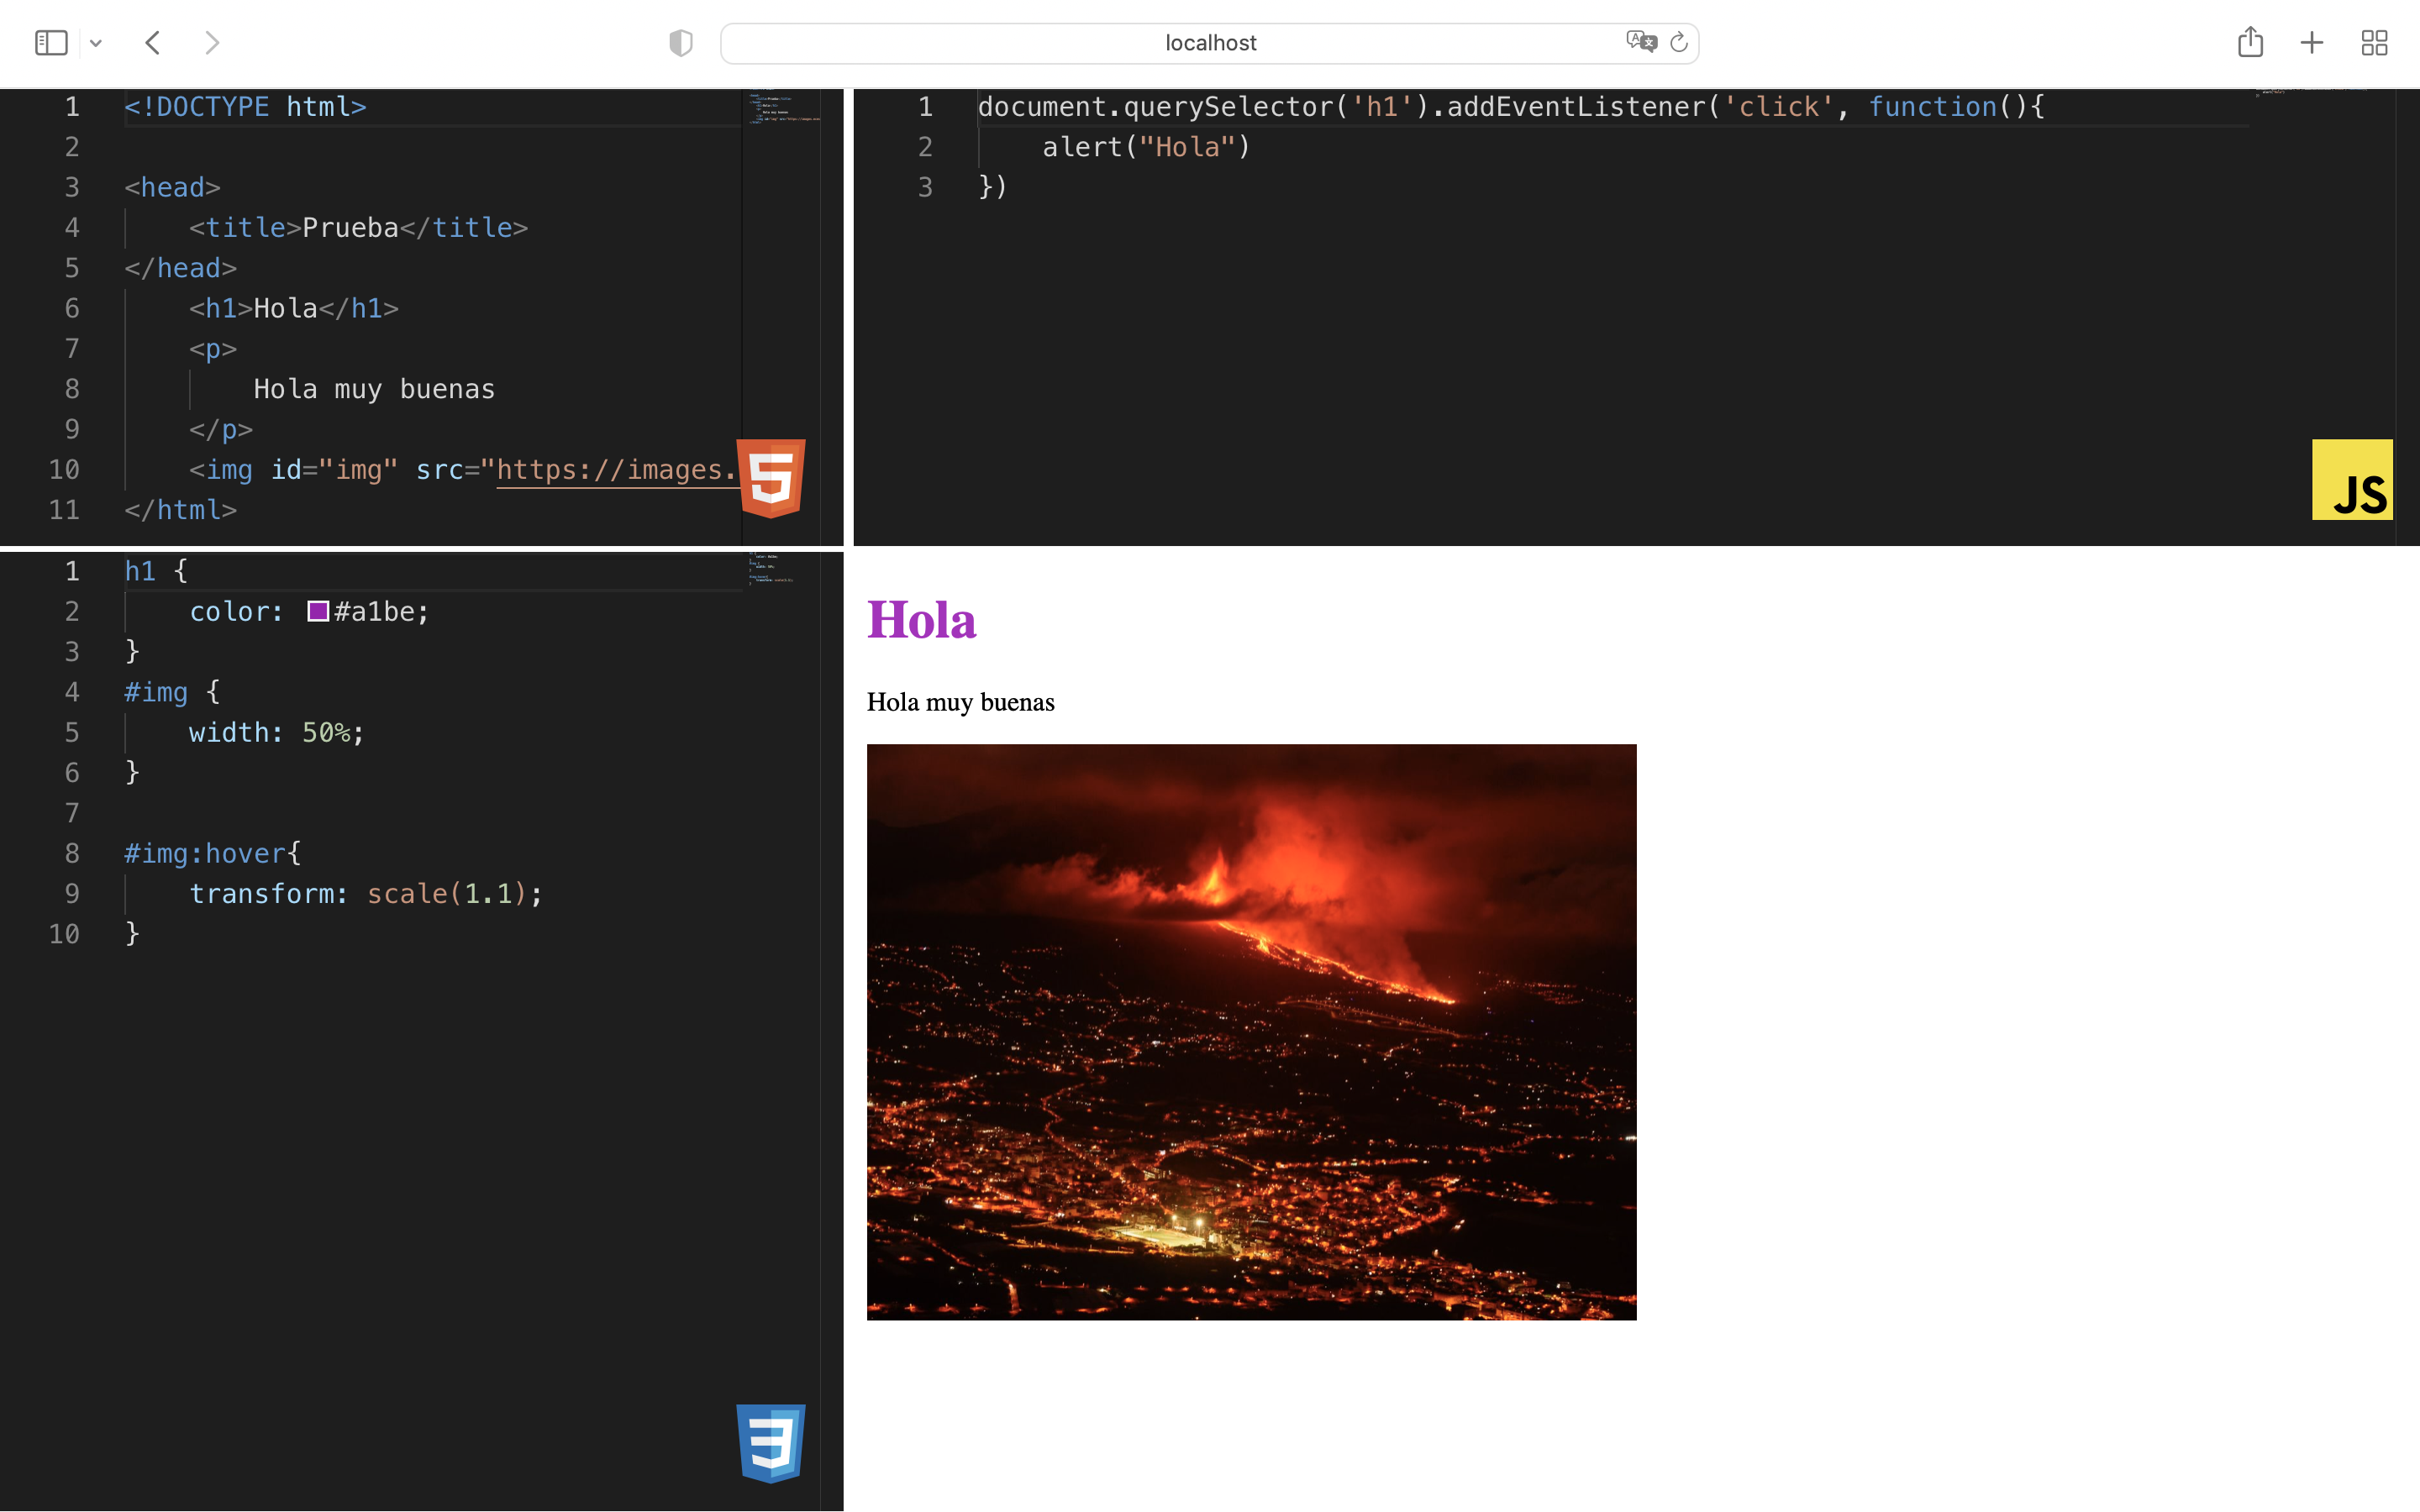 localhost
1 <!DOCTYPE html>
2
3 <head>
4 <title>Prueba</title>
5 </head>
6 <h1>Hola</h1>
7 <p>
8 Hola muy buenas
9 </p>
10 <img id="img" src="https://images.
11 </html>
5
1 document.querySelector('h1').addEventListener('click', function(){
2 alert("Hola")
3 })
JS
1 h1 {
2 color: #a1be;
3 }
4 #img {
5 width: 50%;
6 }
7
8 #img:hover{
9 transform: scale(1.1);
10 }
3
Hola
Hola muy buenas